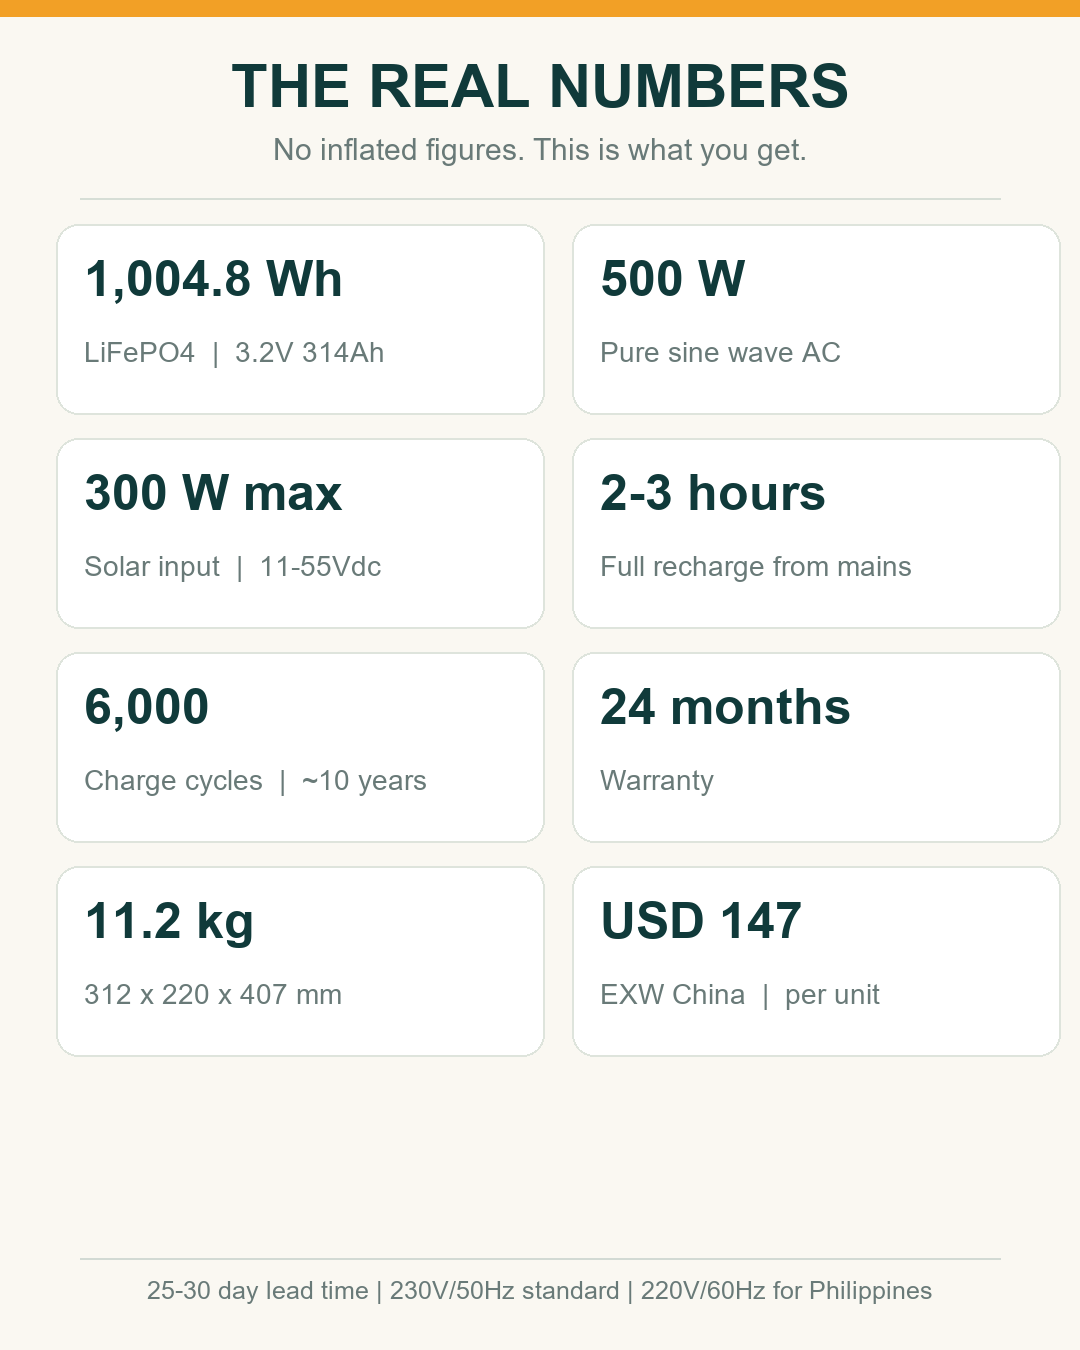 THE REAL NUMBERS
No inflated figures. This is what you get.
1,004.8 Wh
LiFePO4 | 3.2V 314Ah
500 W
Pure sine wave AC
300 W max
Solar input | 11-55Vdc
2-3 hours
Full recharge from mains
6,000
Charge cycles | ~10 years
24 months
Warranty
11.2 kg
312 x 220 x 407 mm
USD 147
EXW China | per unit
25-30 day lead time | 230V/50Hz standard | 220V/60Hz for Philippines